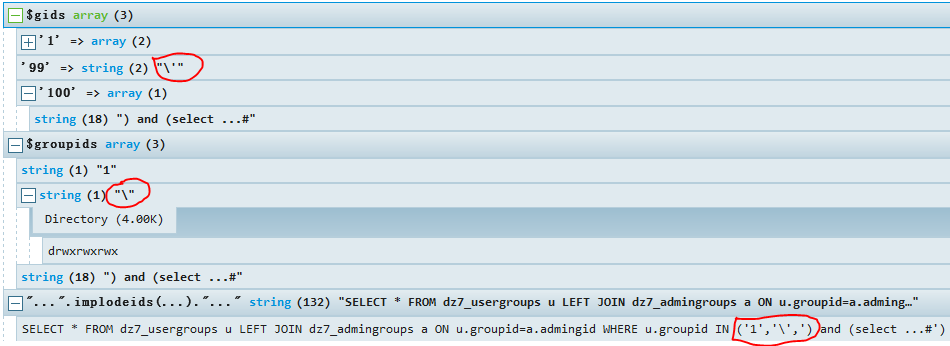 $gids array (3)
'1' => array (2)
'99' => string (2) "\'"
'100' => array (1)
string (18) ") and (select ...#"
$groupids array (3)
string (1) "1"
string (1) "\"
Directory (4.00K)
drwxrwxrwx
string (18) ") and (select ...#"
"...".implodeids(...)."..." string (132) "SELECT * FROM dz7_usergroups u LEFT JOIN dz7_admingroups a ON u.groupid=a.adming…"
SELECT * FROM dz7_usergroups u LEFT JOIN dz7_admingroups a ON u.groupid=a.admingid WHERE u.groupid IN ('1','\',') and (select ...#')